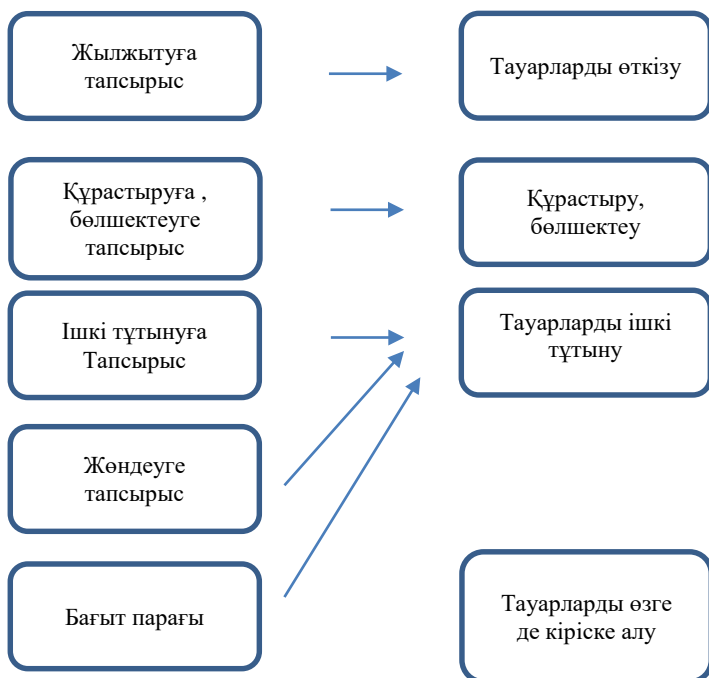 Жылжытуға
тапсырыс
Тауарларды өткізу
Құрастыруға ,
бөлшектеуге
тапсырыс
Құрастыру,
бөлшектеу
Ішкі тұтынуға
Тапсырыс
Тауарларды ішкі
тұтыну
Жөндеуге
тапсырыс
Бағыт парағы
Тауарларды өзге
де кіріске алу